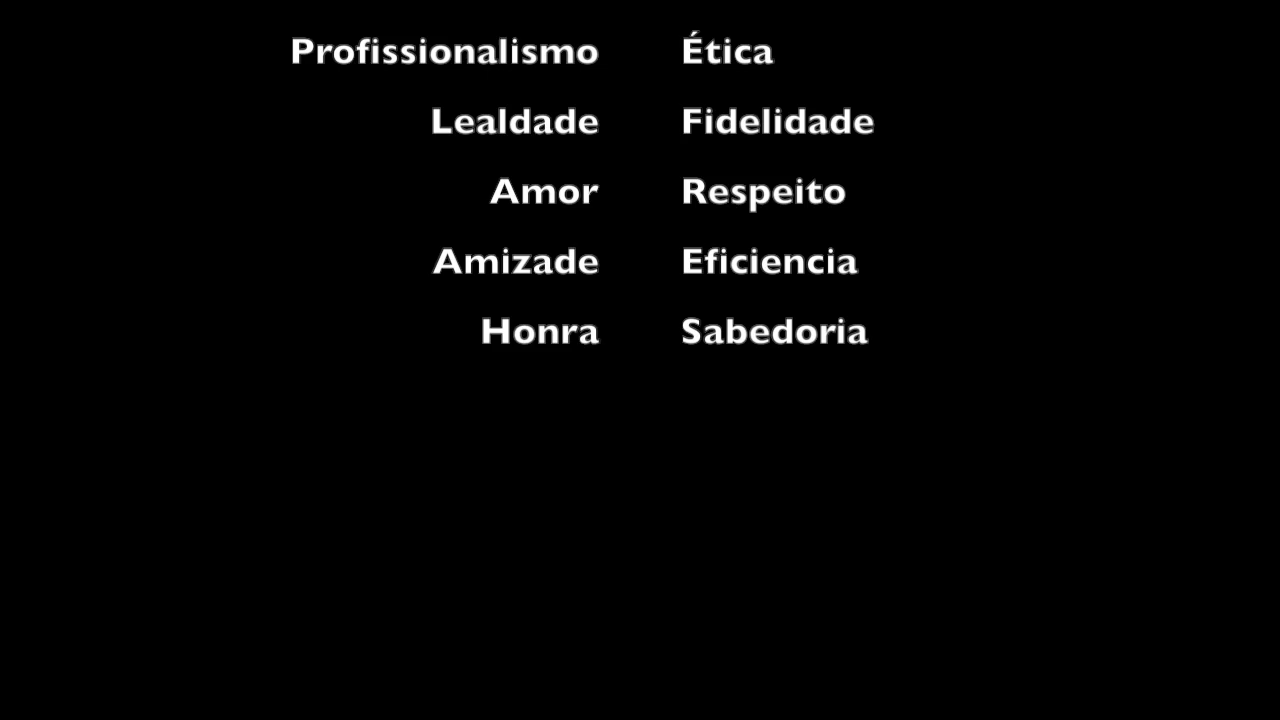 Profissionalismo Ética
Lealdade Fidelidade
Amor Respeito
Amizade Eficiencia
Honra Sabedoria